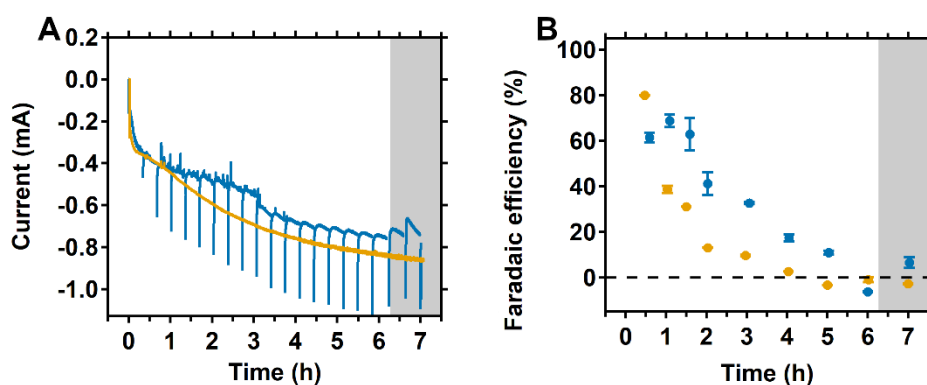 A
Current (mA)
0.2
0.0
-0.2
-0.4
-0.6
-0.8
-1.0
0 1 2 3 4 5 6 7
Time (h)
B
Faradaic efficiency (%)
100
80
60
40
20
0
0 1 2 3 4 5 6 7
Time (h)